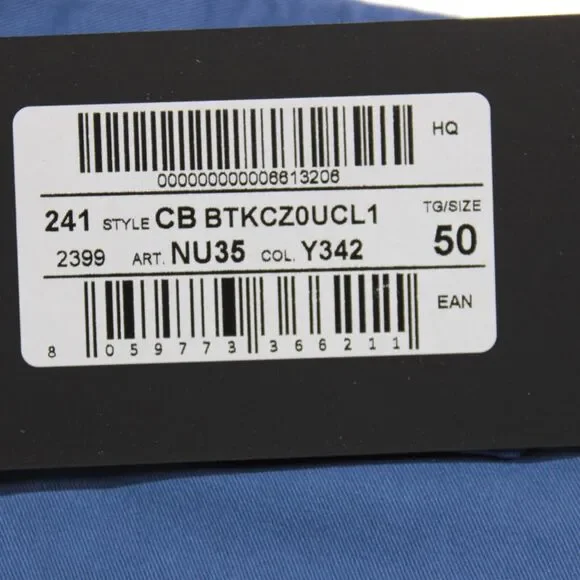 HQ
000000000006613206
241 STYLE CB BTKCZ0UCL1 TG/SIZE
2399 ART. NU35 COL. Y342 50
EAN
8 059773 366211